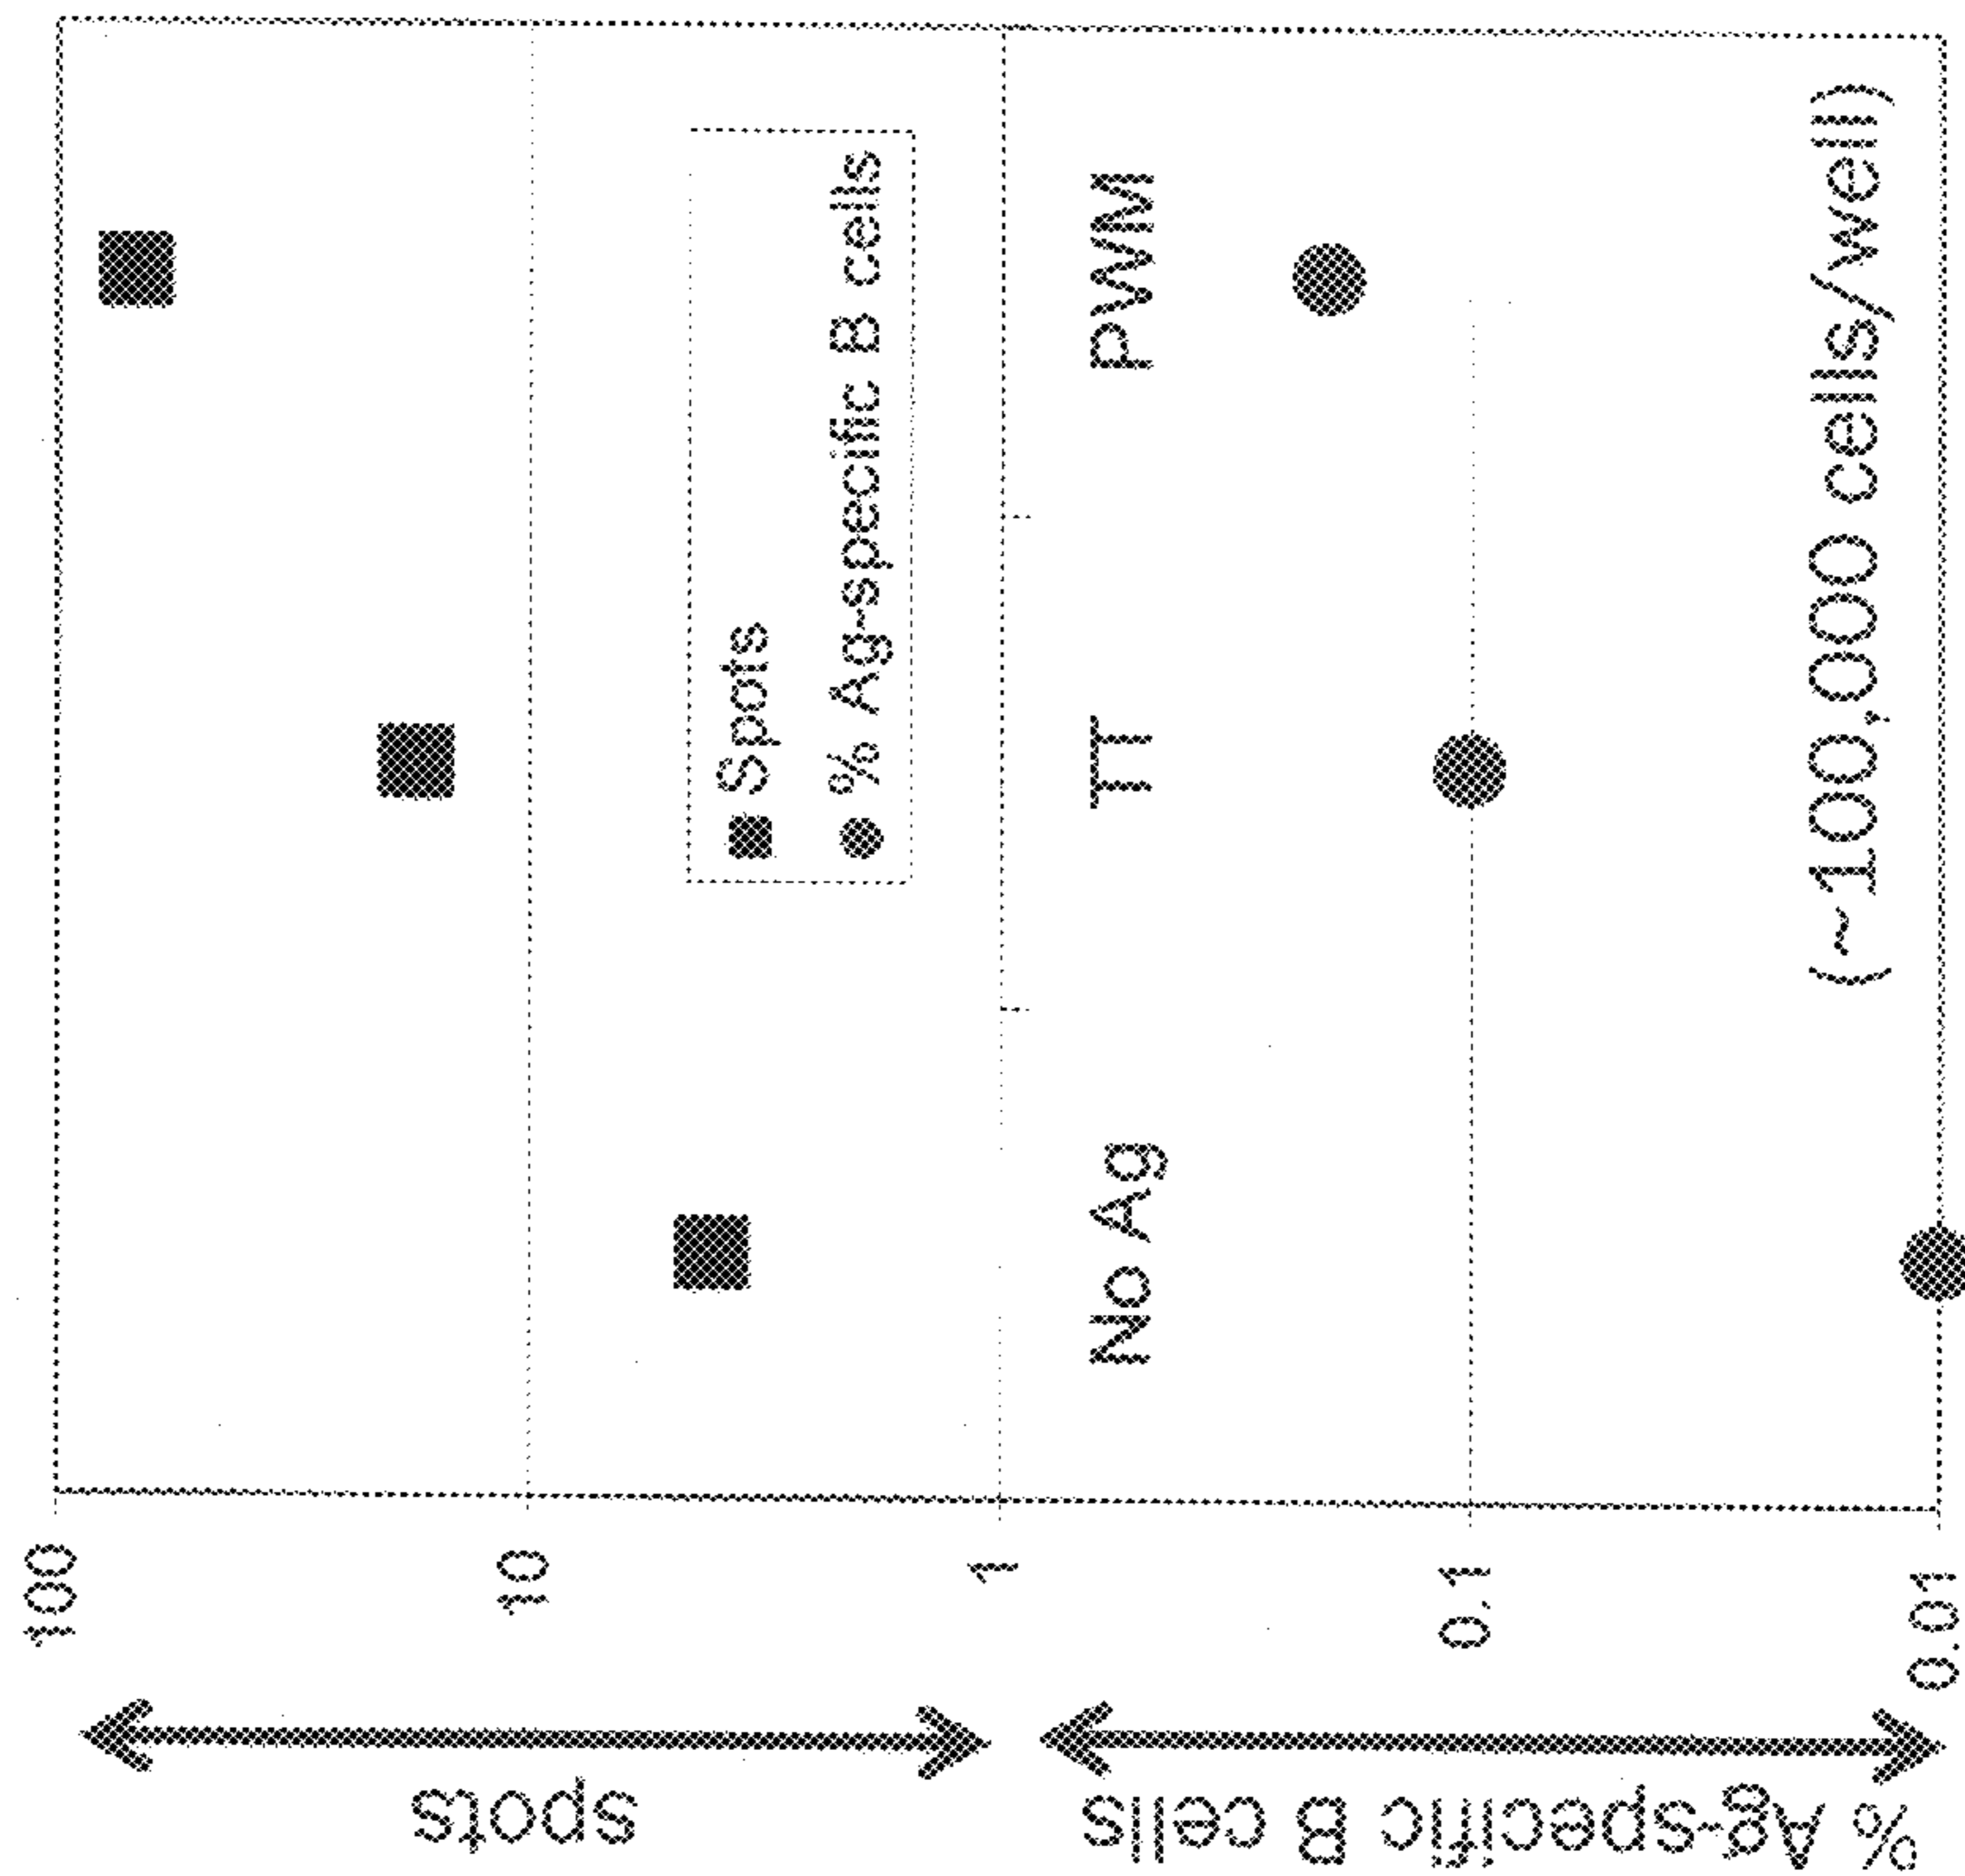 100
10
1
0.1
0.01
spots
% Ag-specific B cells
Spots
% Ag-specific B cells
No Ag
TT
PWM
(~100,000 cells/well)